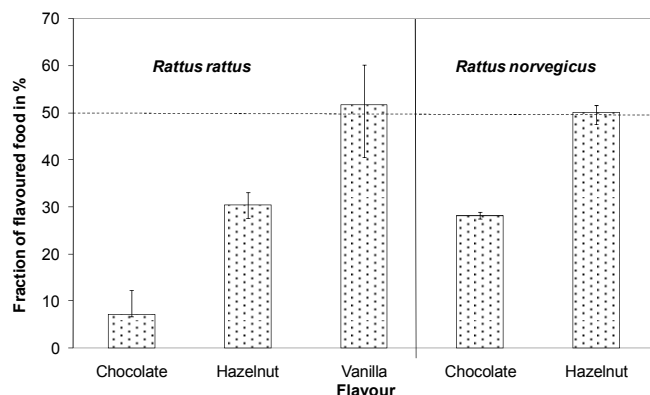 Fraction of flavoured food in %
70
60
50
40
30
20
10
0
Rattus rattus
Rattus norvegicus
Chocolate
Hazelnut
Vanilla
Chocolate
Hazelnut
Flavour